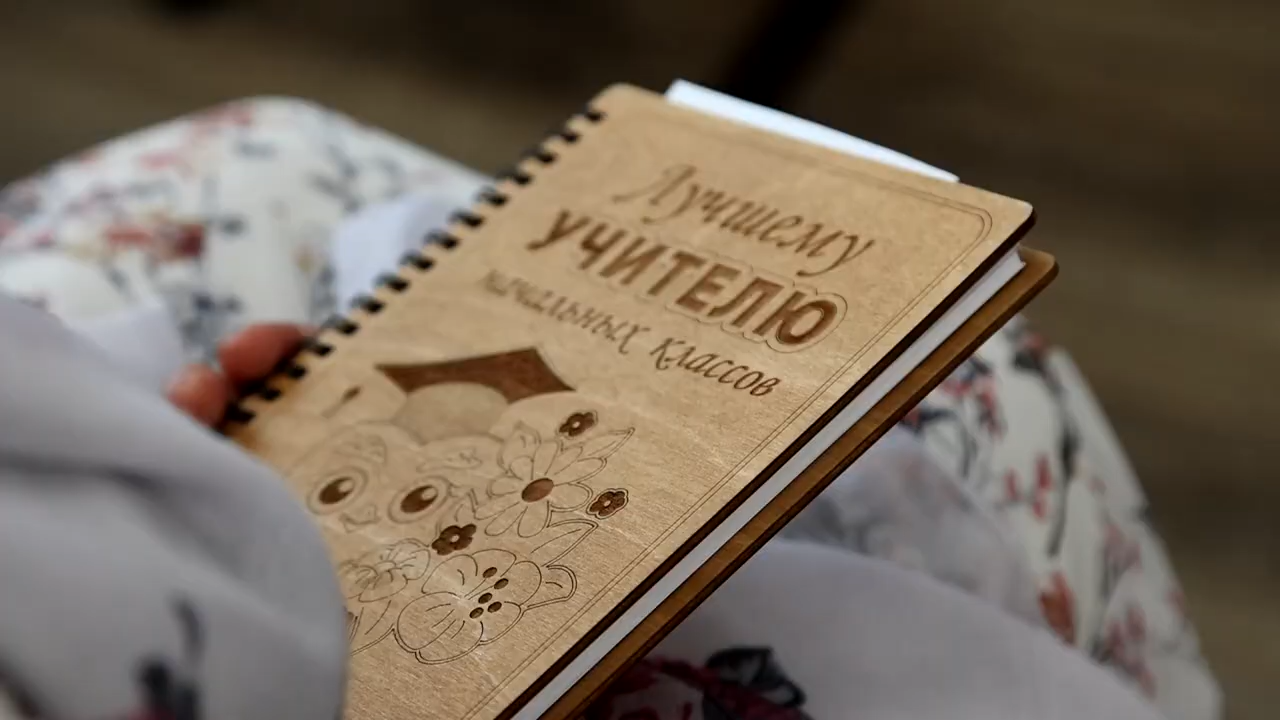 Лучшему
УЧИТЕЛЮ
начальных классов